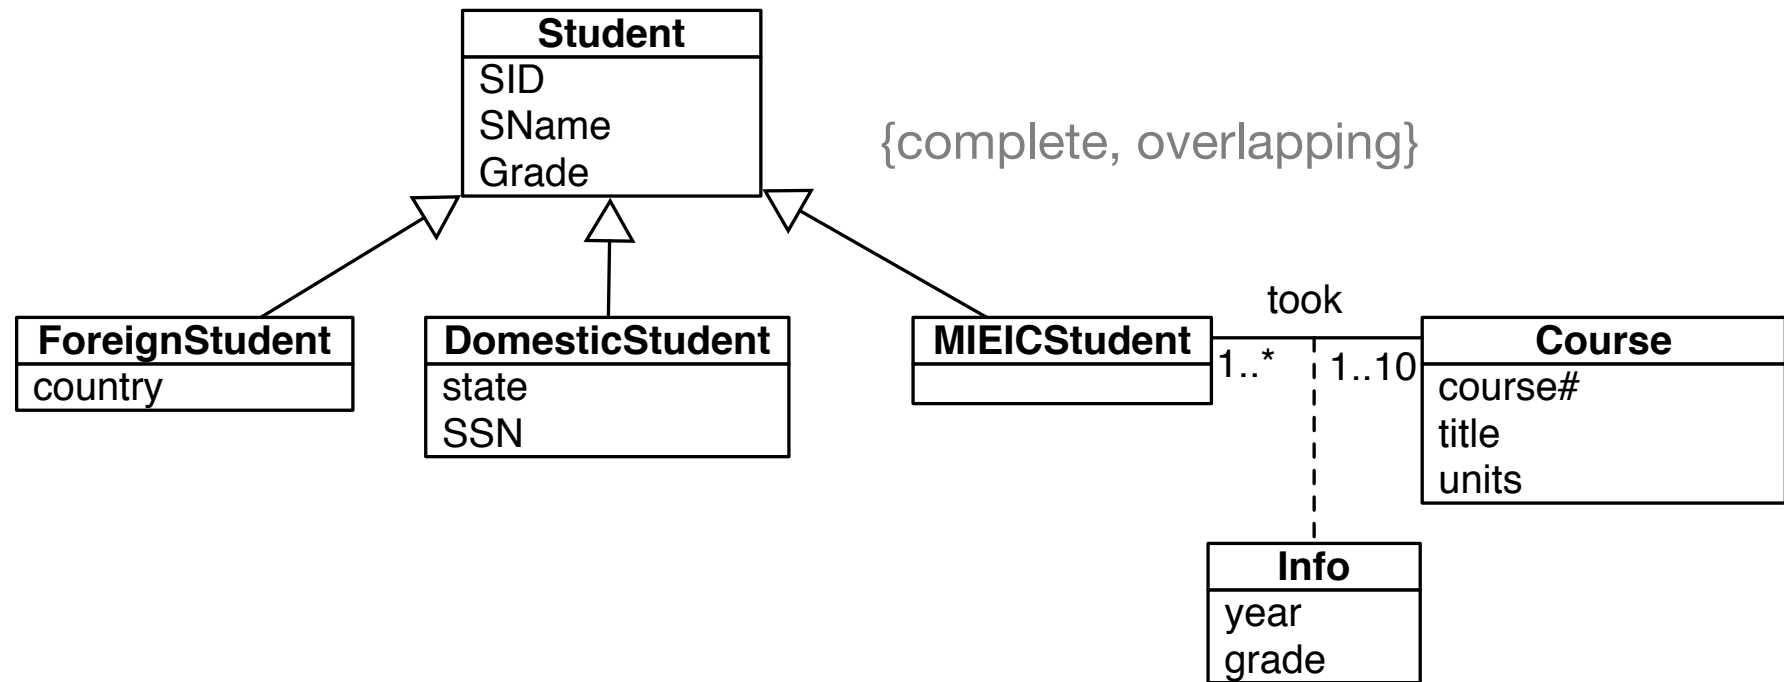 Student
SID
SName
Grade
{complete, overlapping}
ForeignStudent
country
DomesticStudent
state
SSN
MIEICStudent
took
1..*
1..10
Course
course#
title
units
Info
year
grade